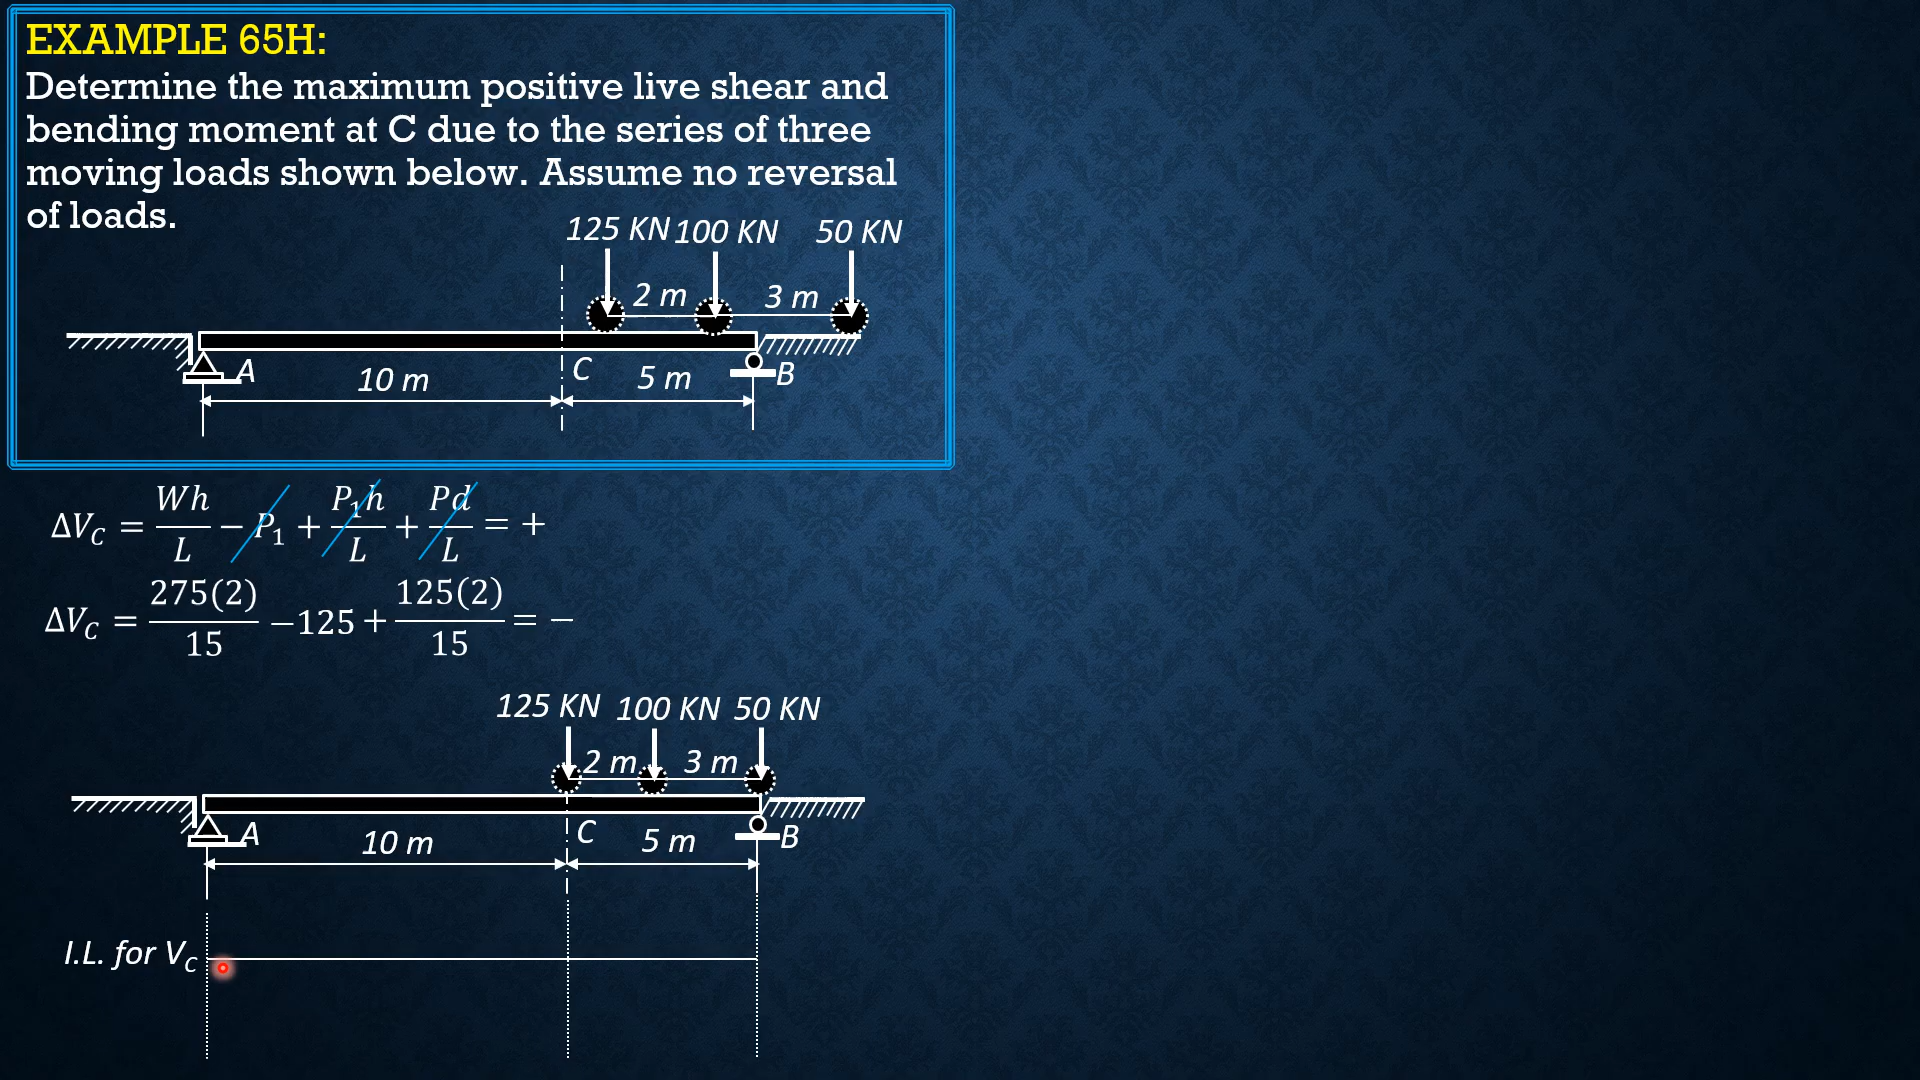 EXAMPLE 65H:
Determine the maximum positive live shear and
bending moment at C due to the series of three
moving loads shown below. Assume no reversal
of loads.
125 KN 100 KN 50 KN
2 m 3 m
A 10 m C 5 m B
ΔV_C = Wh/L − P₁ + P₁h/L + Pd/L = +
ΔV_C = 275(2)/15 −125 + 125(2)/15 = −
125 KN 100 KN 50 KN
2 m 3 m
A 10 m C 5 m B
I.L. for V_C